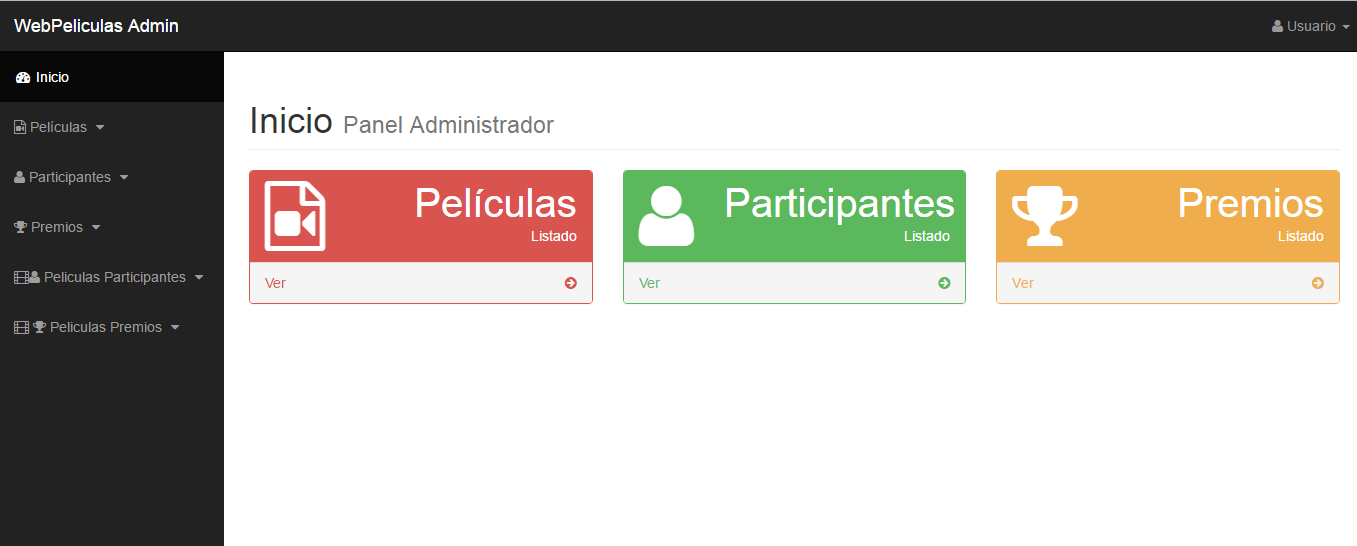 WebPeliculas Admin
Usuario
Inicio
Películas
Participantes
Premios
Peliculas Participantes
Peliculas Premios
Inicio Panel Administrador
Películas
Listado
Ver
Participantes
Listado
Ver
Premios
Listado
Ver